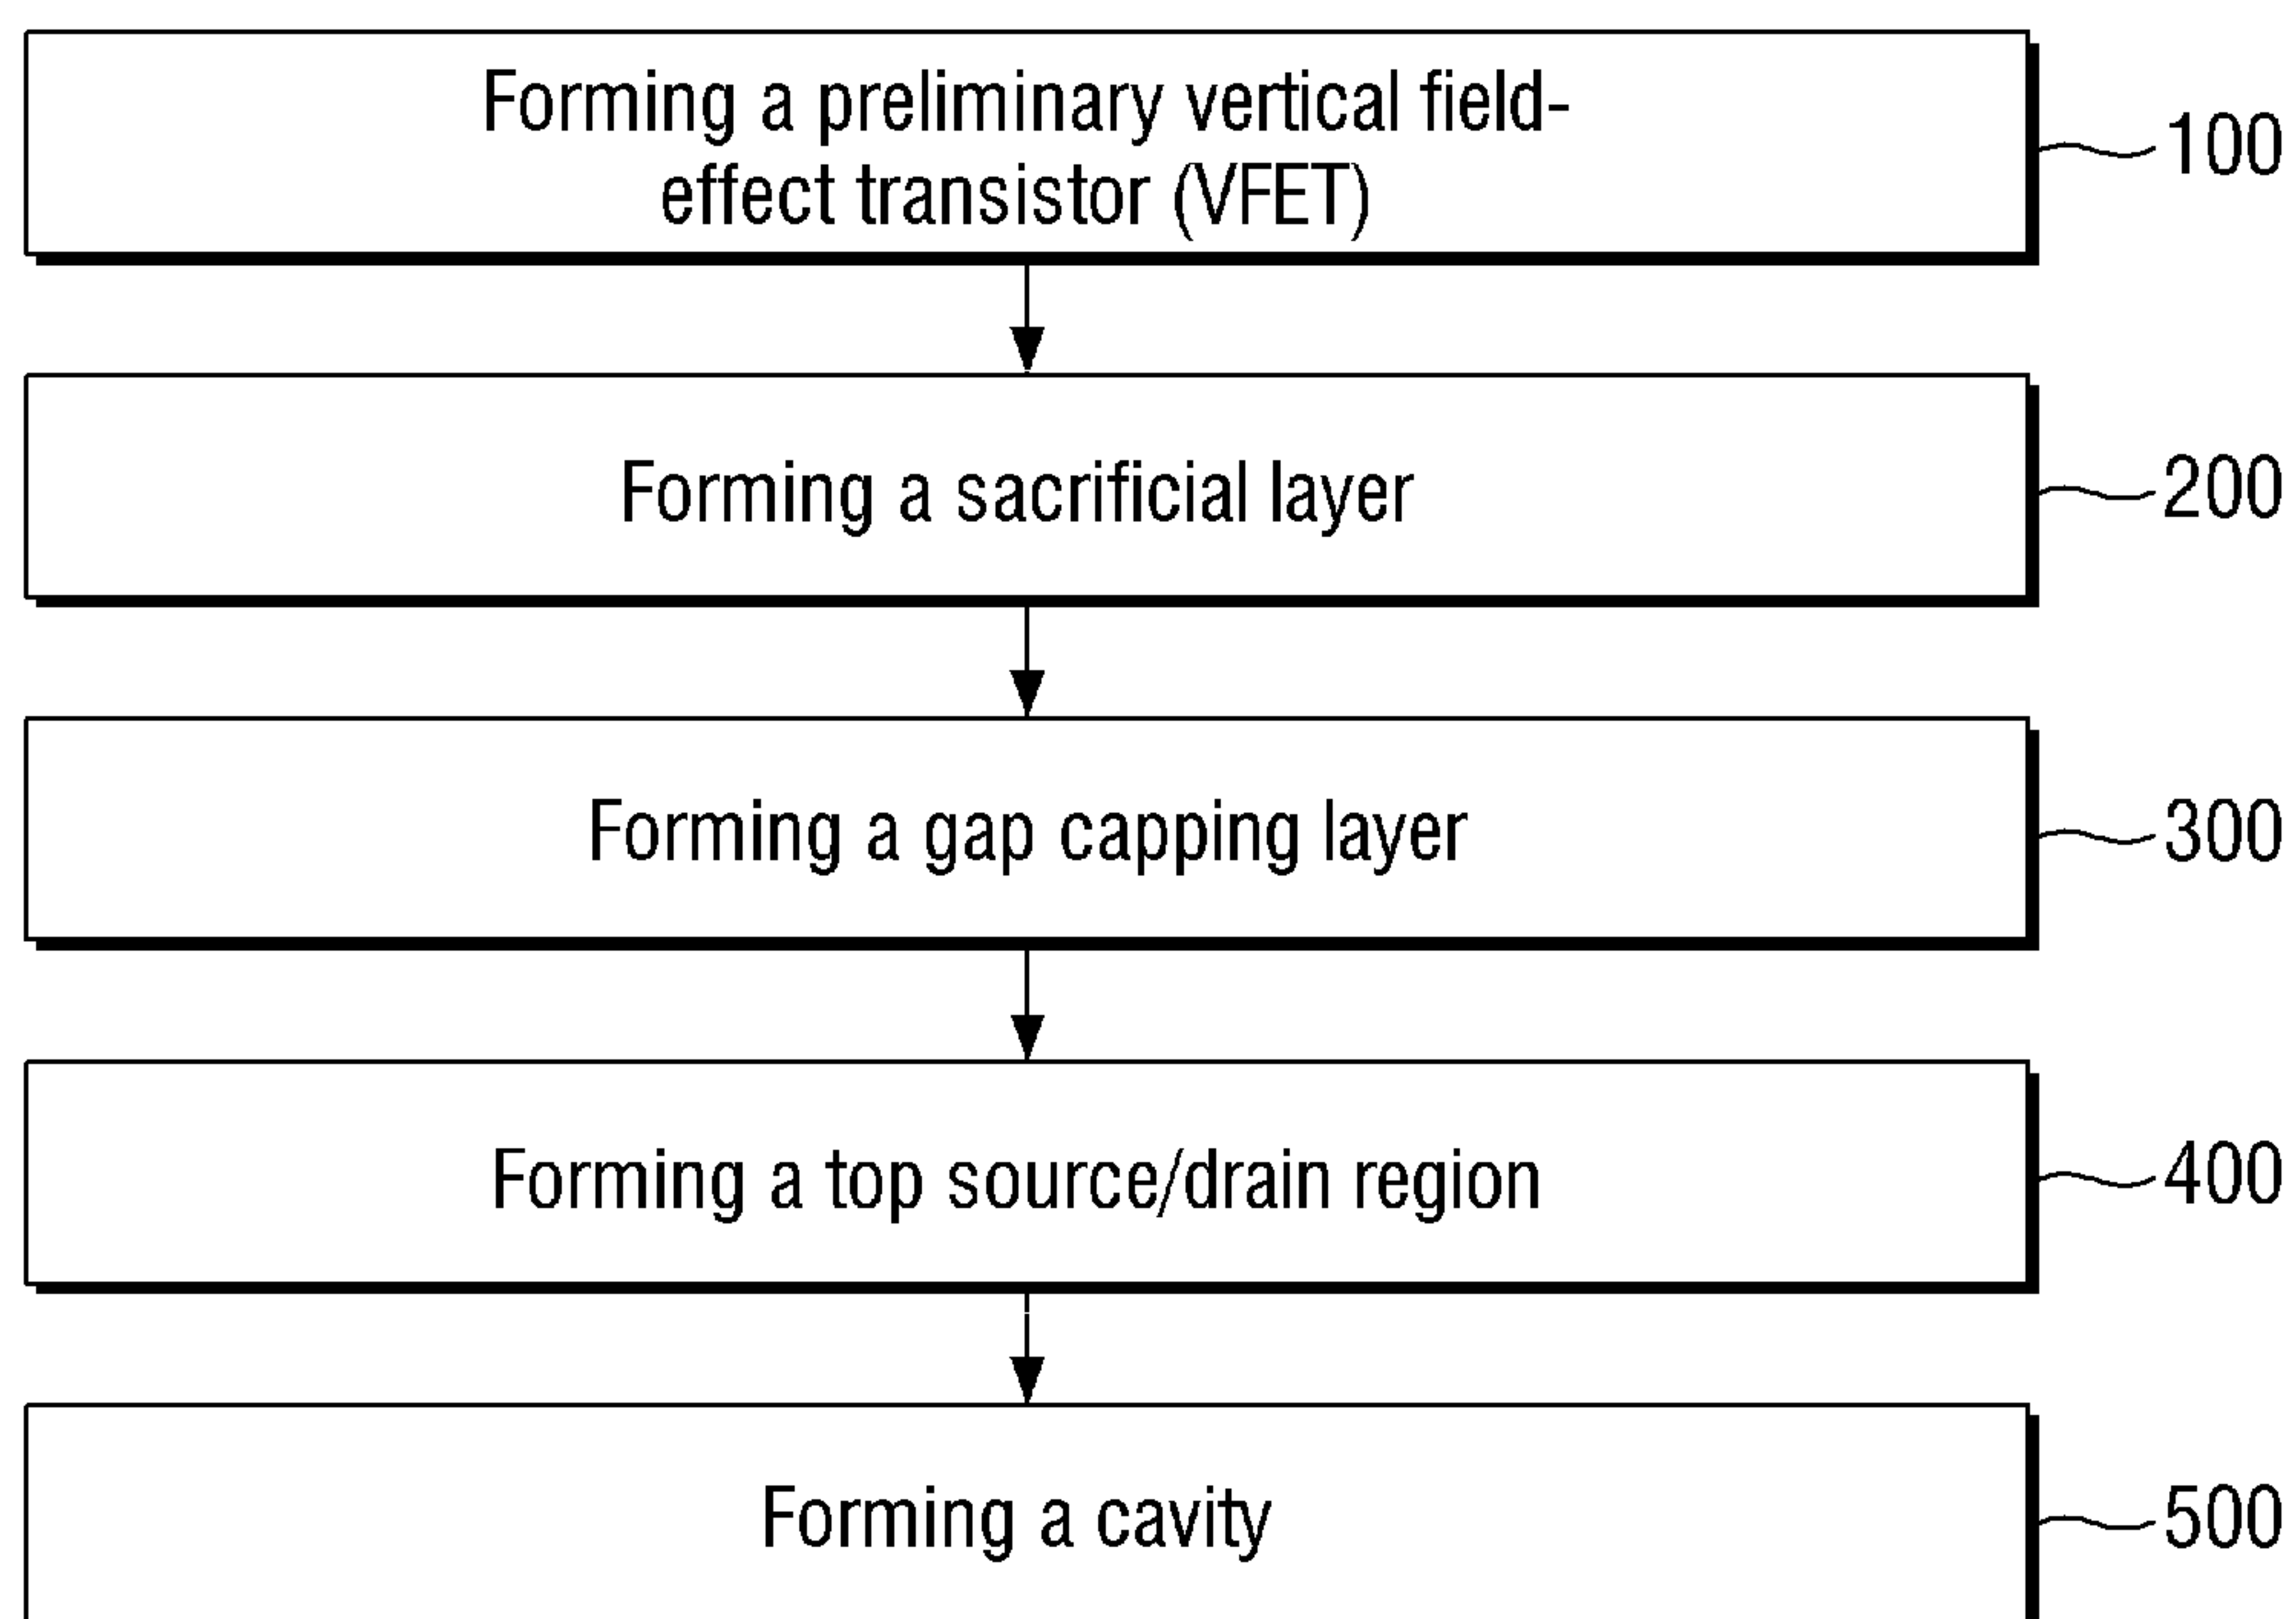 Forming a preliminary vertical field-
effect transistor (VFET)
100
Forming a sacrificial layer
200
Forming a gap capping layer
300
Forming a top source/drain region
400
Forming a cavity
500